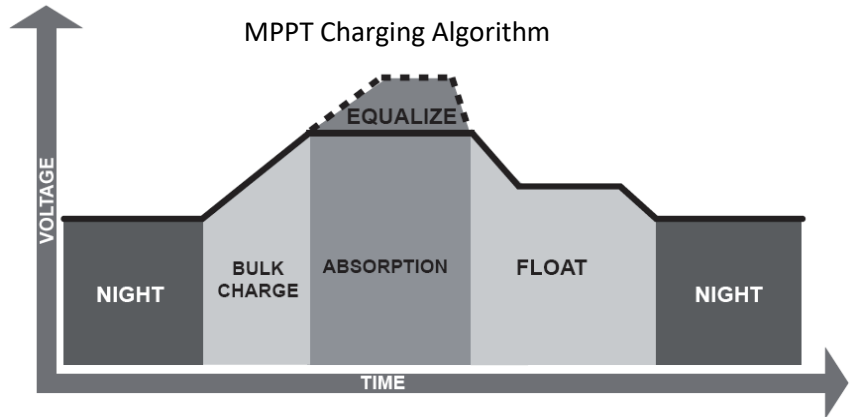 MPPT Charging Algorithm
VOLTAGE
EQUALIZE
NIGHT
BULK
CHARGE
ABSORPTION
FLOAT
NIGHT
TIME